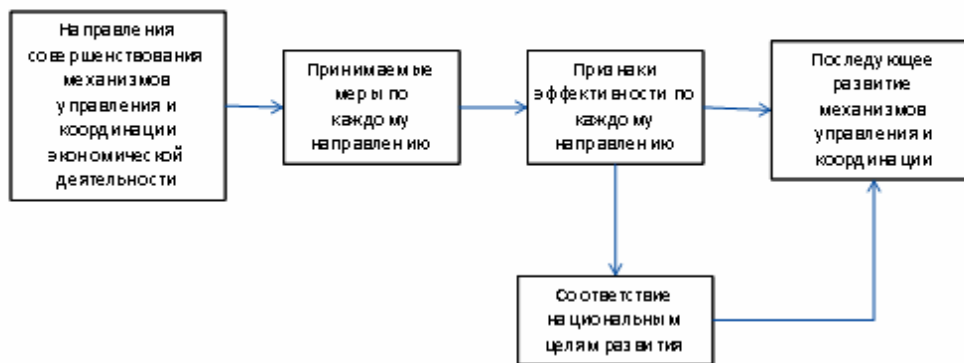 Направления
совершенствования
механизмов
управления и
координации
экономической
деятельности
Принимаемые
меры по
каждому
направлению
Признаки
эффективности по
каждому
направлению
Последующее
развитие
механизмов
управления и
координации
Соответствие
национальным
целям развития